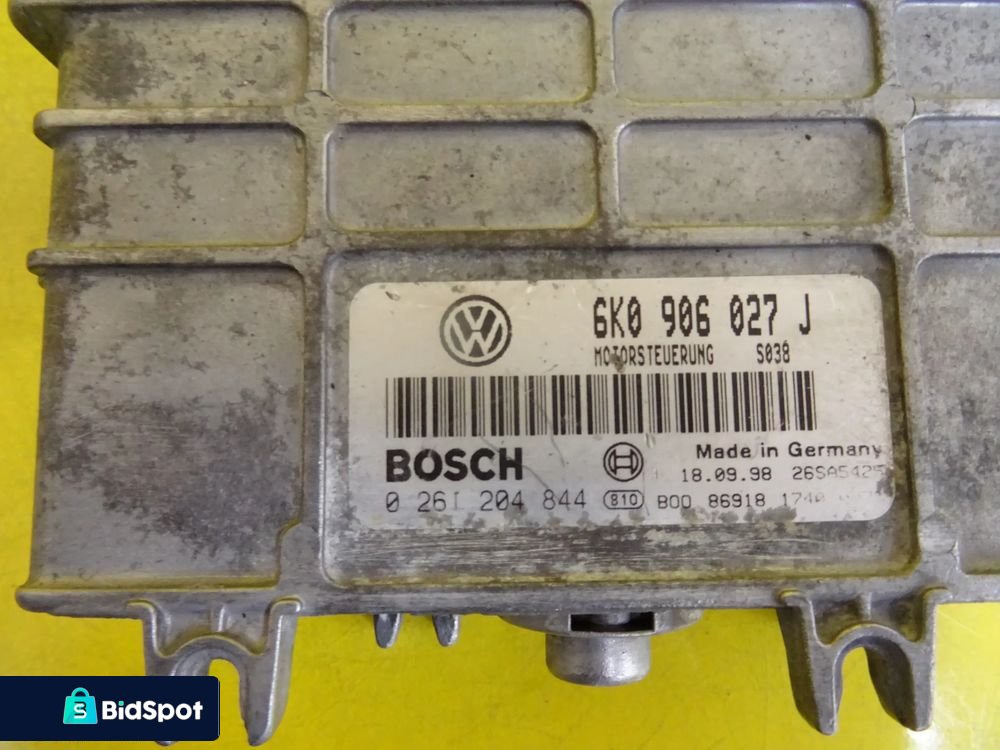 6K0 906 027 J
MOTORSTEUERUNG S038
BOSCH
Made in Germany
18.09.98 26SA5425
0 261 204 844 810 B00 86918 1740
BidSpot